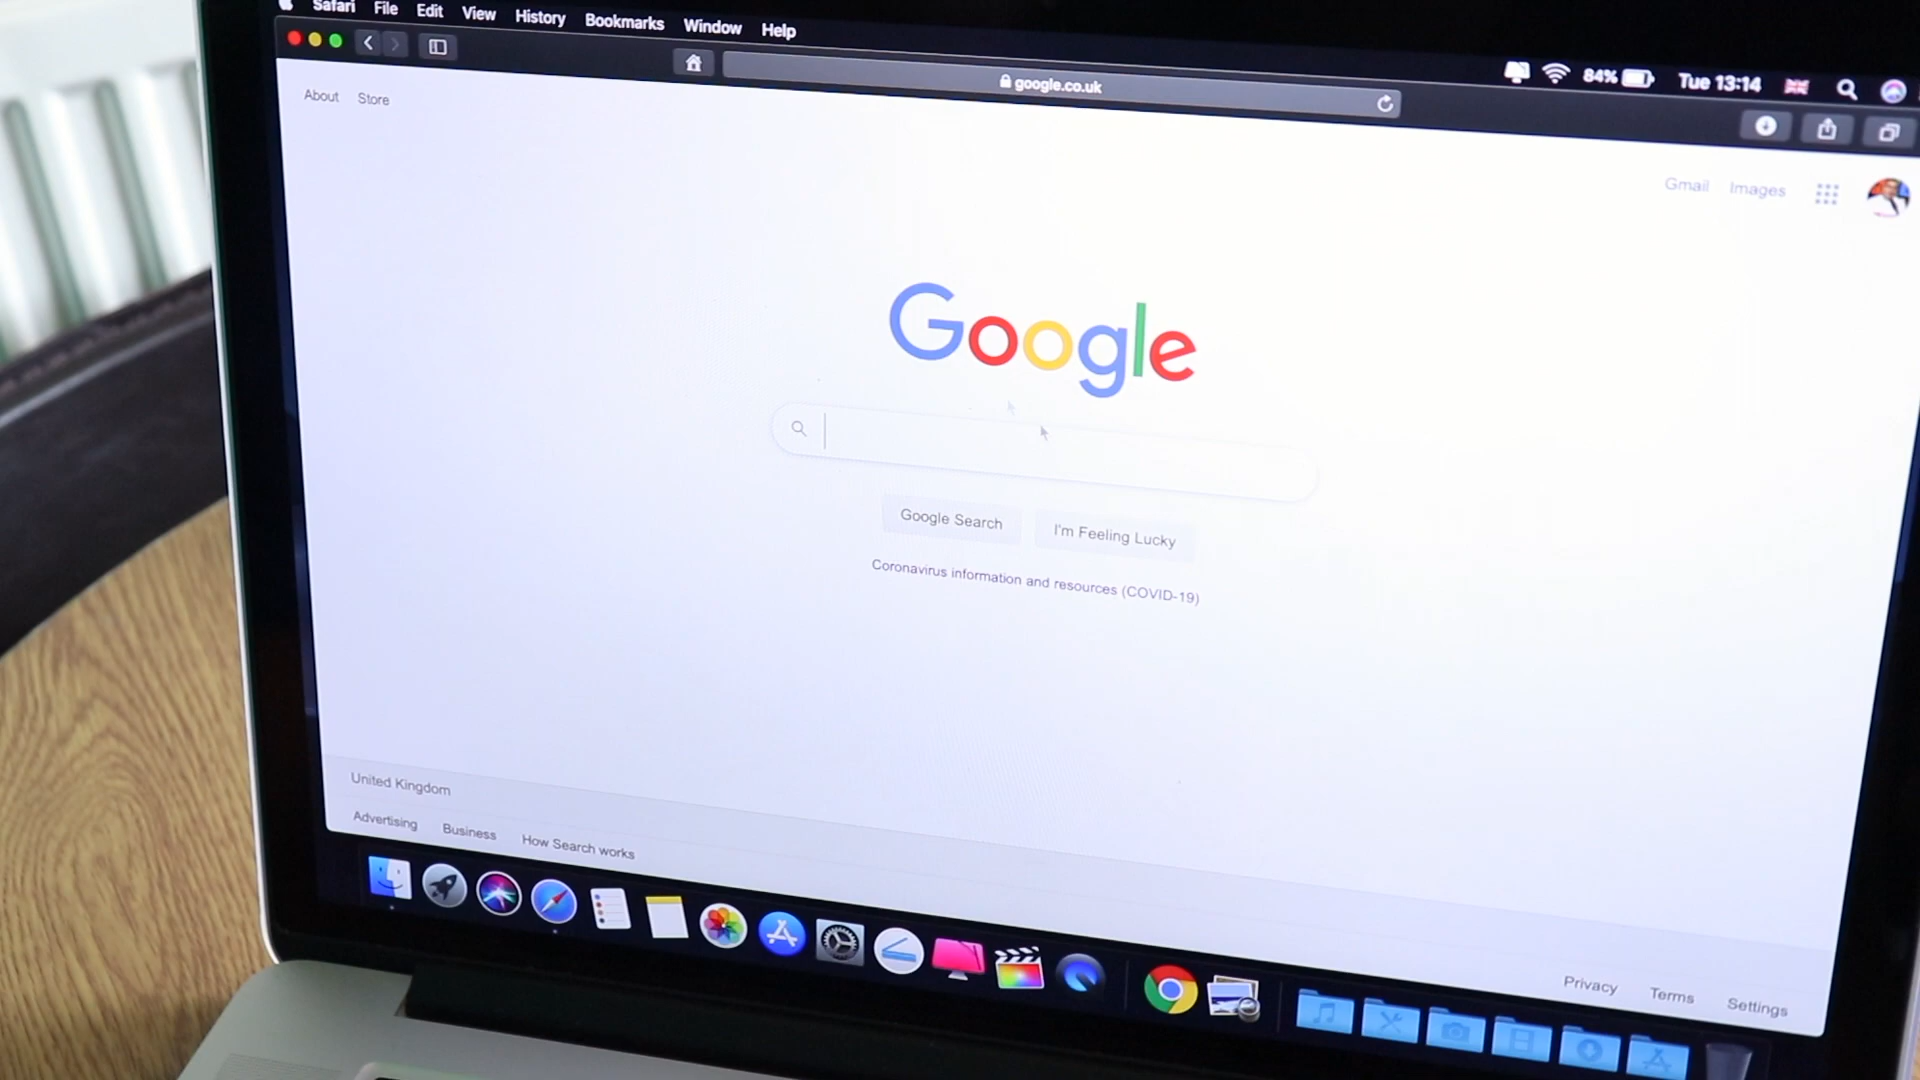 Safari File Edit View History Bookmarks Window Help
84% Tue 13:14
google.co.uk
About Store
Gmail Images
Google
Google Search I'm Feeling Lucky
Coronavirus information and resources (COVID-19)
United Kingdom
Advertising Business How Search works
Privacy Terms Settings